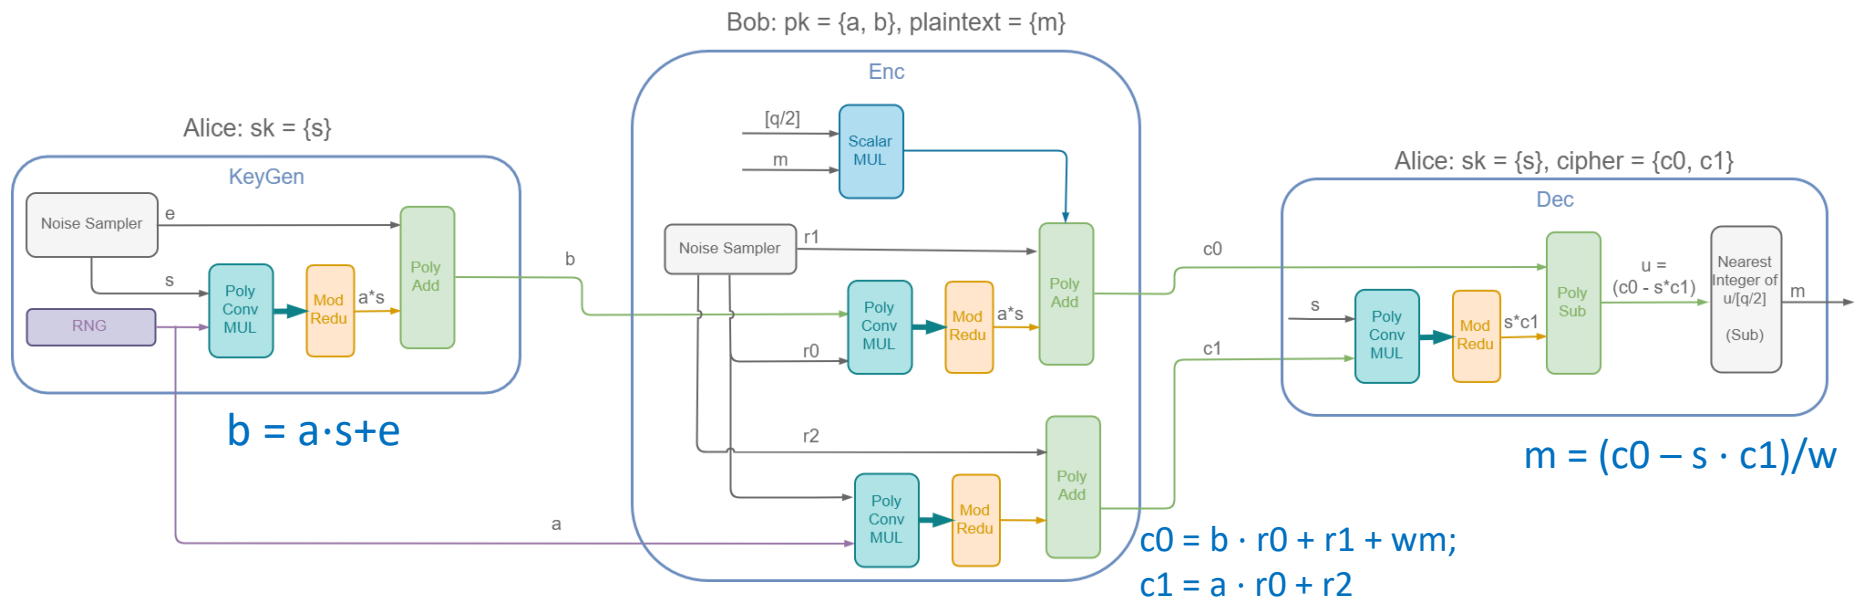 Bob: pk = {a, b}, plaintext = {m}
Alice: sk = {s}
KeyGen
Noise Sampler
e
s
RNG
Poly
Conv
MUL
Mod
Redu
a*s
Poly
Add
b = a·s+e
b
a
Enc
[q/2]
m
Scalar
MUL
Noise Sampler
r1
r0
Poly
Conv
MUL
Mod
Redu
a*s
Poly
Add
r2
Poly
Conv
MUL
Mod
Redu
Poly
Add
c0
c1
c0 = b · r0 + r1 + wm;
c1 = a · r0 + r2
Alice: sk = {s}, cipher = {c0, c1}
Dec
s
Poly
Conv
MUL
Mod
Redu
s*c1
Poly
Sub
u =
(c0 - s*c1)
Nearest
Integer of
u/[q/2]
(Sub)
m
m = (c0 – s · c1)/w